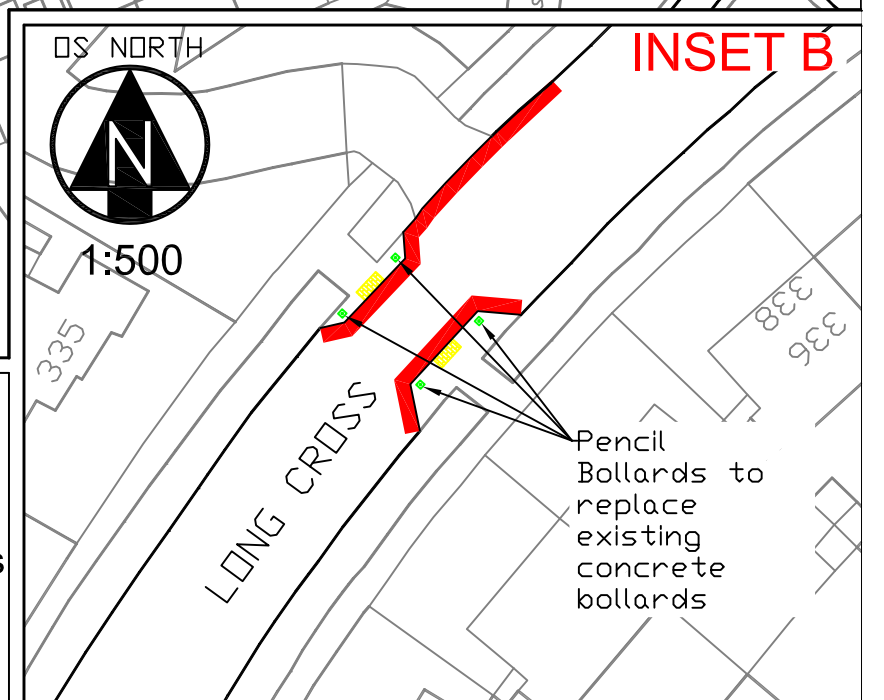 OS NORTH
INSET B
N
1:500
335
338
336
LONG CROSS
Pencil
Bollards to
replace
existing
concrete
bollards